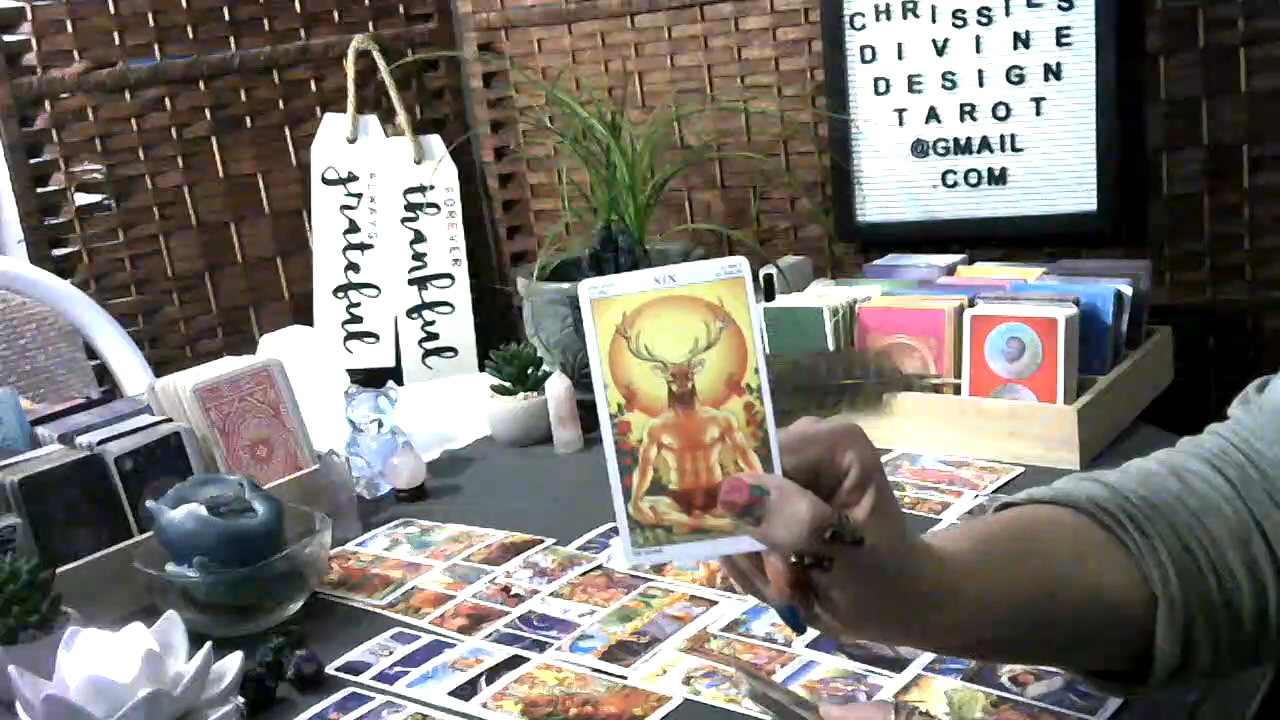 CHRISSIES
DIVINE
DESIGN
TAROT
@GMAIL
.COM
ALWAYS
grateful
FOREVER
thankful
XIX